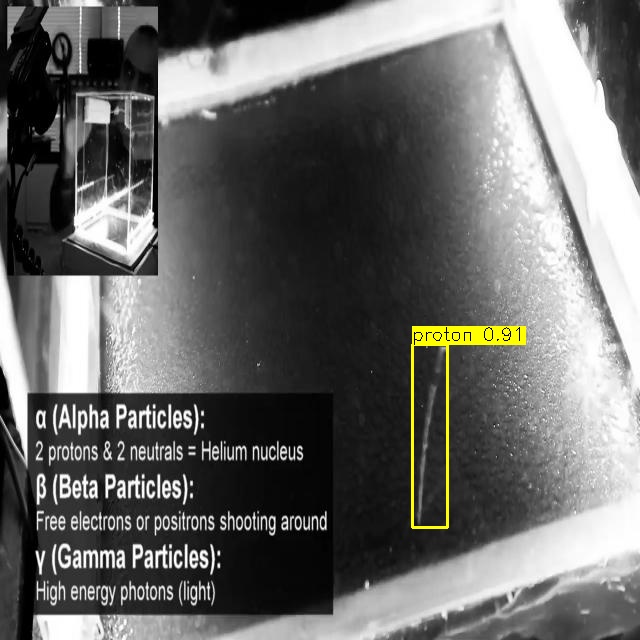 proton 0.91
α (Alpha Particles):
2 protons & 2 neutrals = Helium nucleus
β (Beta Particles):
Free electrons or positrons shooting around
γ (Gamma Particles):
High energy photons (light)